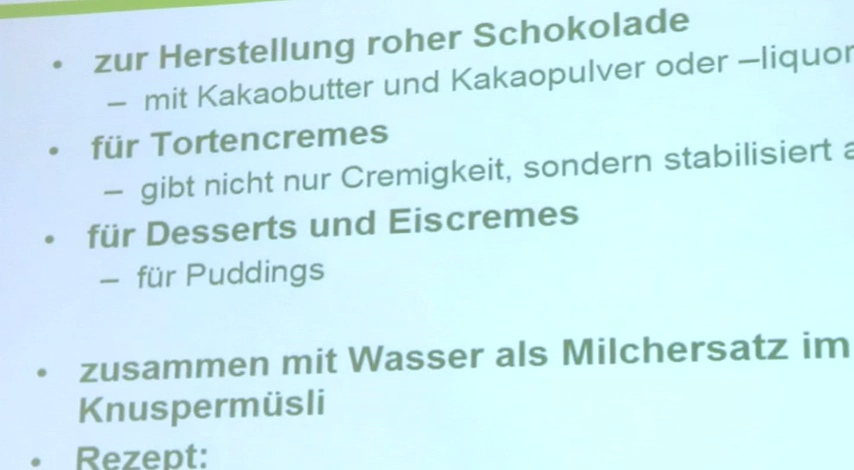 • zur Herstellung roher Schokolade
– mit Kakaobutter und Kakaopulver oder –liquor
• für Tortencremes
– gibt nicht nur Cremigkeit, sondern stabilisiert
• für Desserts und Eiscremes
– für Puddings
• zusammen mit Wasser als Milchersatz im
Knuspermüsli
• Rezept: